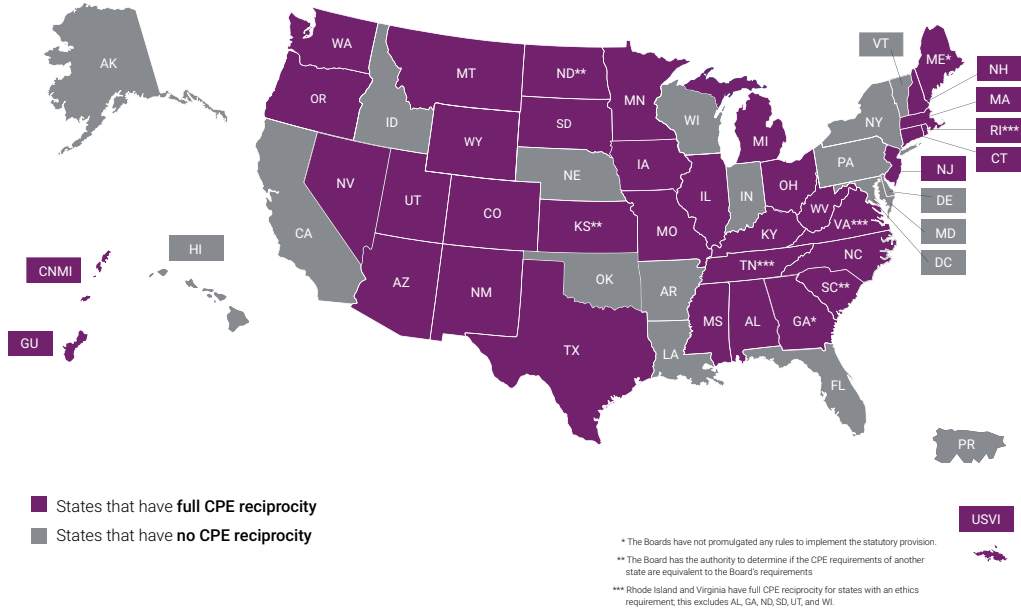 AK
WA
MT
ND**
MN
VT
ME*
NH
OR
ID
SD
WI
MI
NY
MA
RI***
CT
WY
NE
IA
PA
NJ
NV
UT
CO
KS**
MO
IL
IN
OH
WV
VA***
KY
DE
MD
DC
CA
HI
CNMI
AZ
NM
OK
AR
TN***
NC
SC**
GU
TX
LA
MS
AL
GA*
FL
PR
States that have full CPE reciprocity
States that have no CPE reciprocity
USVI
* The Boards have not promulgated any rules to implement the statutory provision.
** The Board has the authority to determine if the CPE requirements of another
state are equivalent to the Board's requirements
*** Rhode Island and Virginia have full CPE reciprocity for states with an ethics
requirement; this excludes AL, GA, ND, SD, UT, and WI.